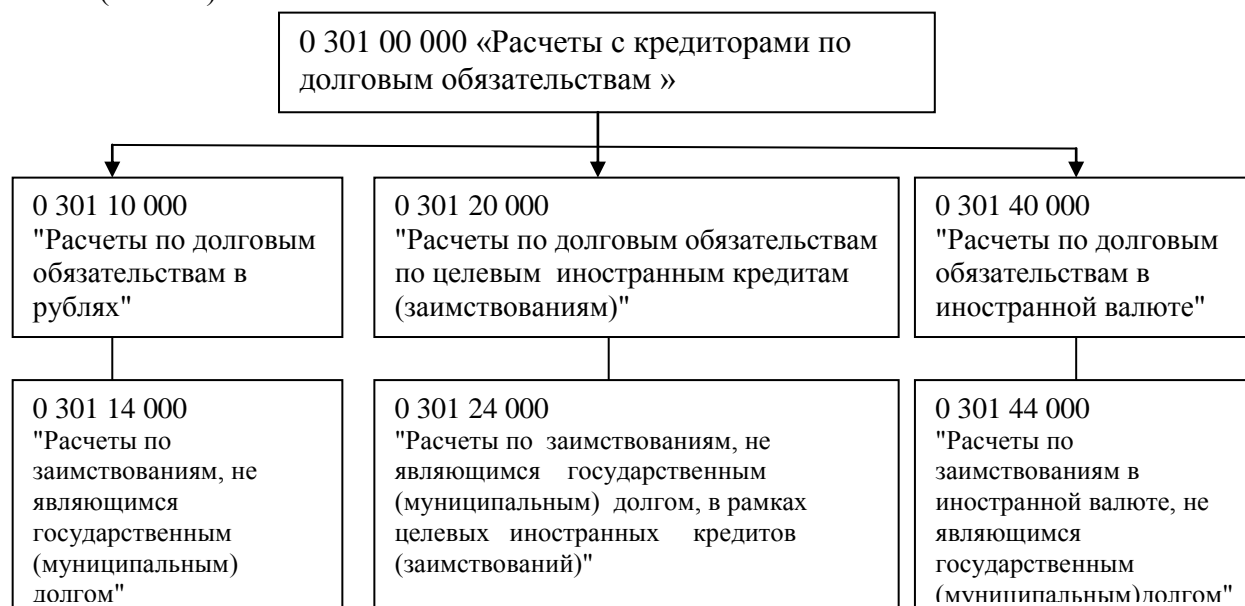 0 301 00 000 «Расчеты с кредиторами по
долговым обязательствам »
0 301 10 000
"Расчеты по долговым
обязательствам в
рублях"
0 301 20 000
"Расчеты по долговым обязательствам
по целевым иностранным кредитам
(заимствованиям)"
0 301 40 000
"Расчеты по долговым
обязательствам в
иностранной валюте"
0 301 14 000
"Расчеты по
заимствованиям, не
являющимся
государственным
(муниципальным)
долгом"
0 301 24 000
"Расчеты по заимствованиям, не
являющимся государственным
(муниципальным) долгом, в рамках
целевых иностранных кредитов
(заимствований)"
0 301 44 000
"Расчеты по
заимствованиям в
иностранной валюте, не
являющимся
государственным
(муниципальным)долгом"